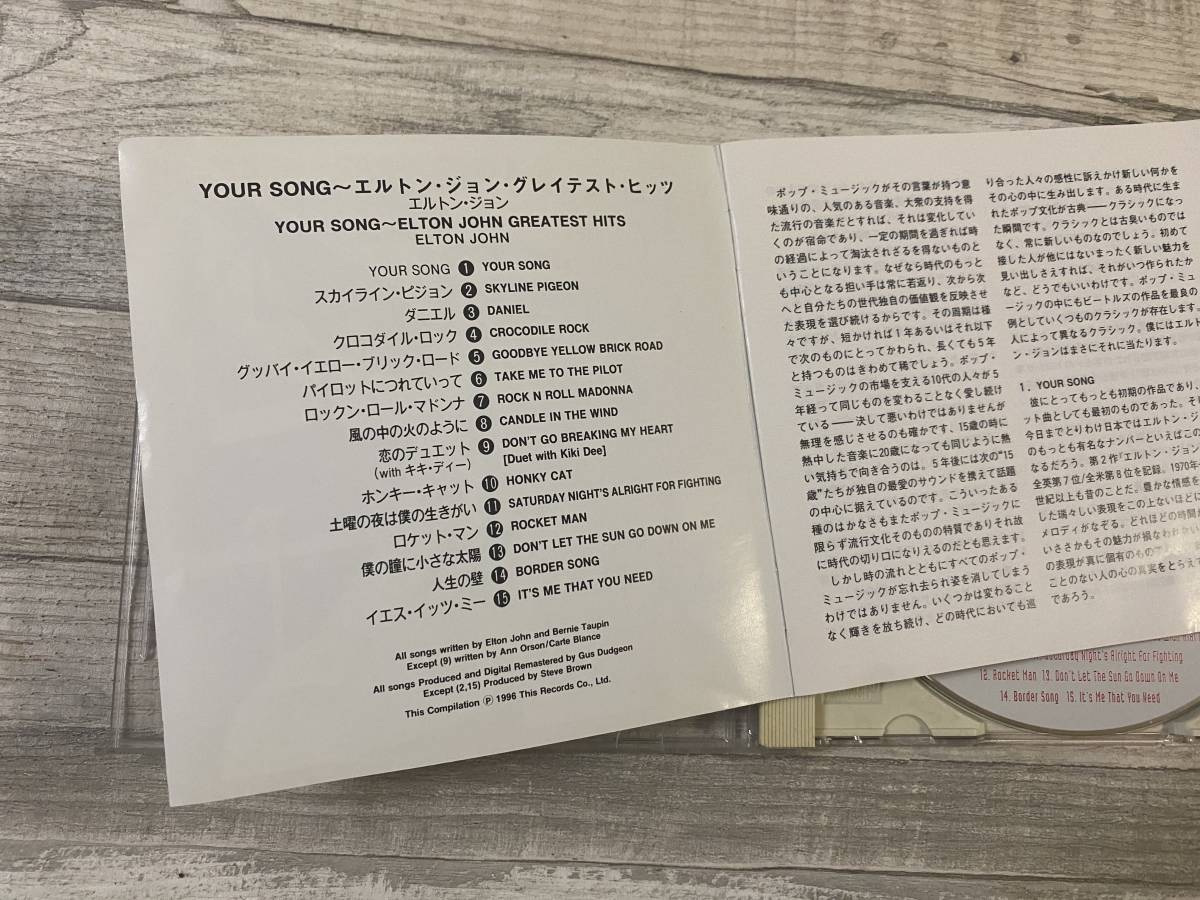 YOUR SONG～エルトン・ジョン・グレイテスト・ヒッツ
エルトン・ジョン
YOUR SONG～ELTON JOHN GREATEST HITS
ELTON JOHN
YOUR SONG 1 YOUR SONG
スカイライン・ピジョン 2 SKYLINE PIGEON
ダニエル 3 DANIEL
クロコダイル・ロック 4 CROCODILE ROCK
グッバイ・イエロー・ブリック・ロード 5 GOODBYE YELLOW BRICK ROAD
パイロットにつれていって 6 TAKE ME TO THE PILOT
ロックン・ロール・マドンナ 7 ROCK N ROLL MADONNA
風の中の火のように 8 CANDLE IN THE WIND
恋のデュエット 9 DON'T GO BREAKING MY HEART
(with キキ・ディー) [Duet with Kiki Dee]
ホンキー・キャット 10 HONKY CAT
土曜の夜は僕の生きがい 11 SATURDAY NIGHT'S ALRIGHT FOR FIGHTING
ロケット・マン 12 ROCKET MAN
僕の瞳に小さな太陽 13 DON'T LET THE SUN GO DOWN ON ME
人生の壁 14 BORDER SONG
イエス・イッツ・ミー 15 IT'S ME THAT YOU NEED
All songs written by Elton John and Bernie Taupin
Except (9) written by Ann Orson/Carte Blance
All songs Produced and Digital Remastered by Gus Dudgeon
Except (2,15) Produced by Steve Brown
This Compilation Ⓟ 1996 This Records Co., Ltd.
ポップ・ミュージックがその言葉が持つ意
味通りの、人気のある音楽、大衆の支持を得
た流行の音楽だとすれば、それは変化してい
くのが宿命であり、一定の期間を過ぎれば時
の経過によって淘汰されざるを得ないものと
いうことになります。なぜなら時代のもっと
も中心となる担い手は常に若返り、次から次
へと自分たちの世代独自の価値観を反映させ
た表現を選び続けるからです。その周期は種
々ですが、短かければ1年あるいはそれ以下
で次のものにとってかわられ、長くても5年
と持つものはきわめて稀でしょう。ポップ・
ミュージックの市場を支える10代の人々が5
年経って同じものを変わることなく愛し続け
ている――決して悪いわけではありませんが
無理を感じさせるのも確かです、15歳の時に
熱中した音楽に20歳になっても同じように熱
い気持ちで向き合うのは。5年後には次の"15
歳"たちが独自の最愛のサウンドを携えて話題
の中心に据えているのです。こういったある
種のはかなさもまたポップ・ミュージックに
限らず流行文化そのものの特質でありそれ故
に時代の切り口になりえるのだとも思えます。
しかし時の流れとともにすべてのポップ・
ミュージックが忘れ去られ姿を消してしまう
わけではありません。いくつかは変わること
なく輝きを放ち続け、どの時代においても巡
り合った人々の感性に訴えかけ新しい何かを
その心の中に生み出します。ある時代に生ま
れたポップ文化が古典――クラシックになっ
た瞬間です。クラシックとは古臭いものでは
なく、常に新しいものなのでしょう。初めて
接した人が他にはないまったく新しい魅力を
見い出しさえすれば、それがいつ作られたか
など、どうでもいいわけです。ポップ・ミュ
ージックの中にもビートルズの作品を最良の
例としていくつものクラシックが存在します。
人によって異なるクラシック。僕にはエルト
ン・ジョンはまさにそれに当たります。
1. YOUR SONG
彼にとってもっとも初期の作品であり、
ット曲としても最初のものであった。そ
今日までとりわけ日本ではエルトン・ジ
のもっとも有名なナンバーといえばこの
なるだろう。第2作『エルトン・ジョン
全英第7位/全米第8位を記録。1970年
世紀以上も昔のことだ。豊かな情感を
した瑞々しい表現をこの上ないほど
メロディがなぞる。どれほどの時間が
いささかもその魅力が損なわれ
の表現が真に個有のもの
ことのない人の心の真実をとらえ
であろう。
Saturday Night's Alright For Fighting
12. Rocket Man 13. Don't Let The Sun Go Down On Me
14. Border Song 15. It's Me That You Need